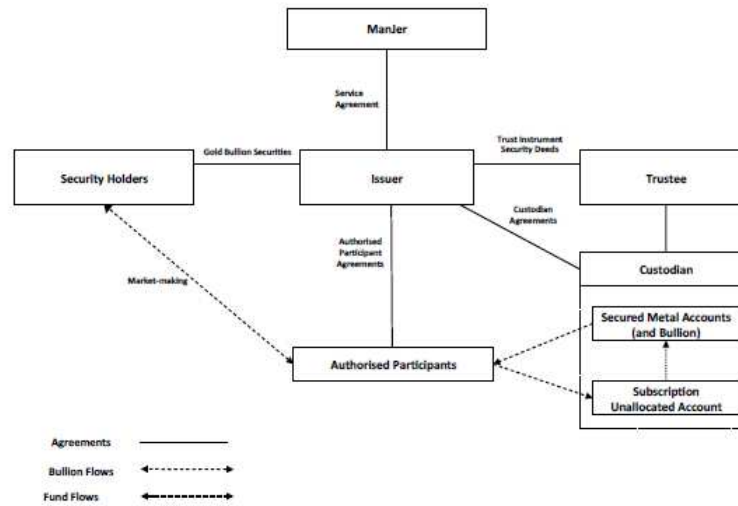 ManJer
Service
Agreement
Gold Bullion Securities
Trust Instrument
Security Deeds
Security Holders
Issuer
Trustee
Custodian
Agreements
Authorised
Participant
Agreements
Custodian
Market-making
Secured Metal Accounts
(and Bullion)
Authorised Participants
Subscription
Unallocated Account
Agreements
Bullion Flows
Fund Flows